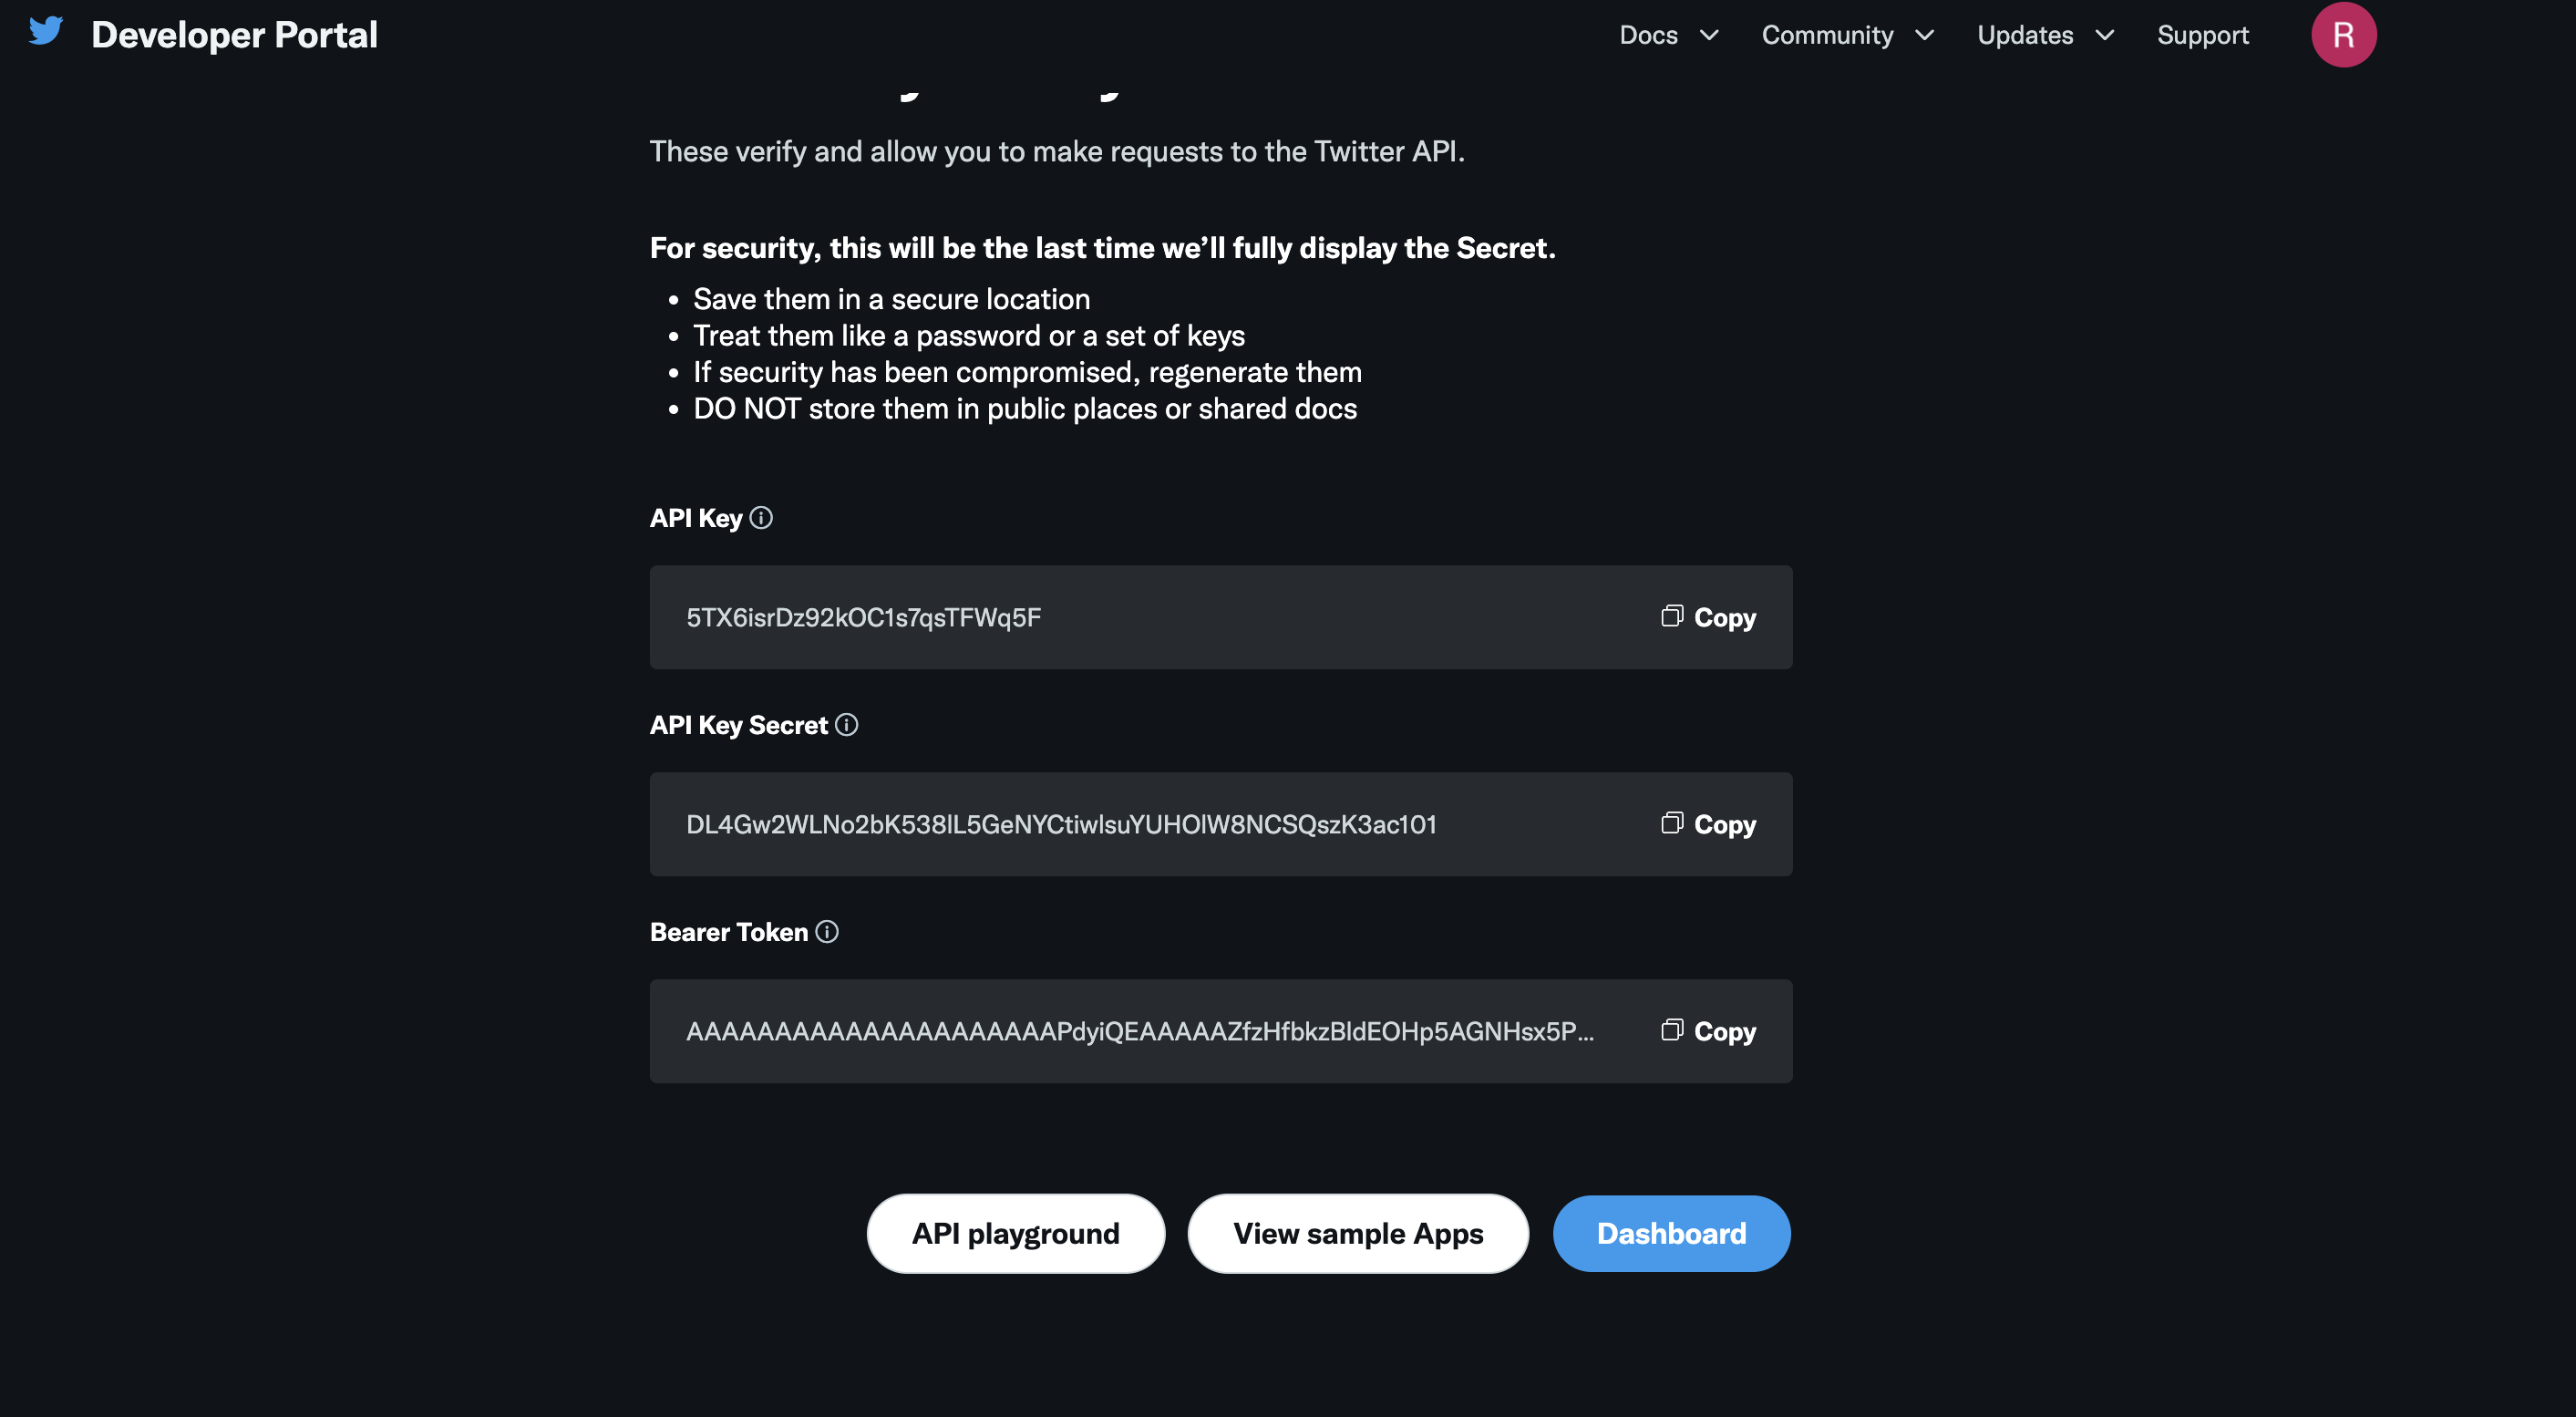 Developer Portal
Docs
Community
Updates
Support
R
These verify and allow you to make requests to the Twitter API.
For security, this will be the last time we’ll fully display the Secret.
• Save them in a secure location
• Treat them like a password or a set of keys
• If security has been compromised, regenerate them
• DO NOT store them in public places or shared docs
API Key
5TX6isrDz92kOC1s7qsTFWq5F
Copy
API Key Secret
Copy
Bearer Token
Copy
API playground
View sample Apps
Dashboard